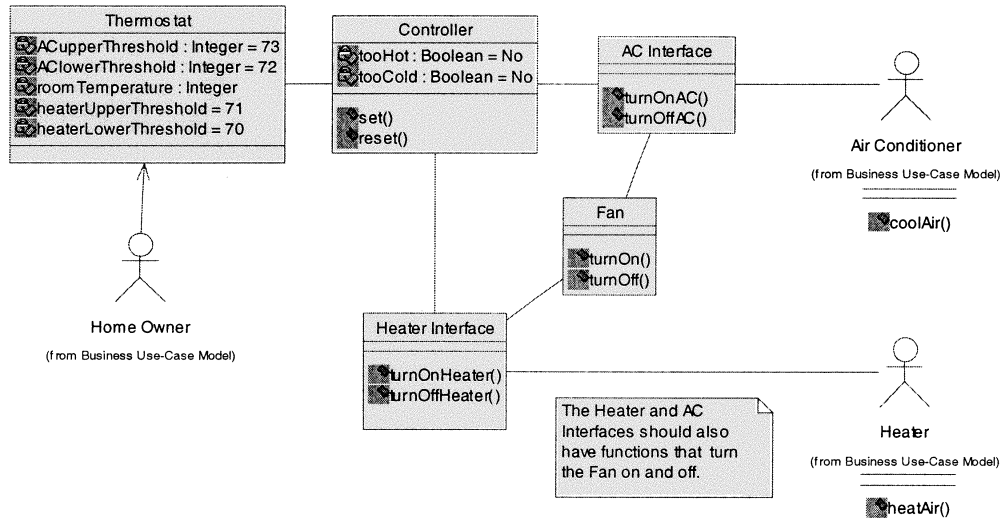 Thermostat
ACupperThreshold : Integer = 73
AClowerThreshold : Integer = 72
room Temperature : Integer
heaterUpperThreshold = 71
heaterLowerThreshold = 70
Controller
tooHot : Boolean = No
tooCold : Boolean = No
set()
reset()
AC Interface
turnOnAC()
turnOffAC()
Air Conditioner
(from Business Use-Case Model)
coolAir()
Fan
turnOn()
turnOff()
Home Owner
(from Business Use-Case Model)
Heater Interface
turnOnHeater()
turnOffHeater()
The Heater and AC
Interfaces should also
have functions that turn
the Fan on and off.
Heater
(from Business Use-Case Model)
heatAir()